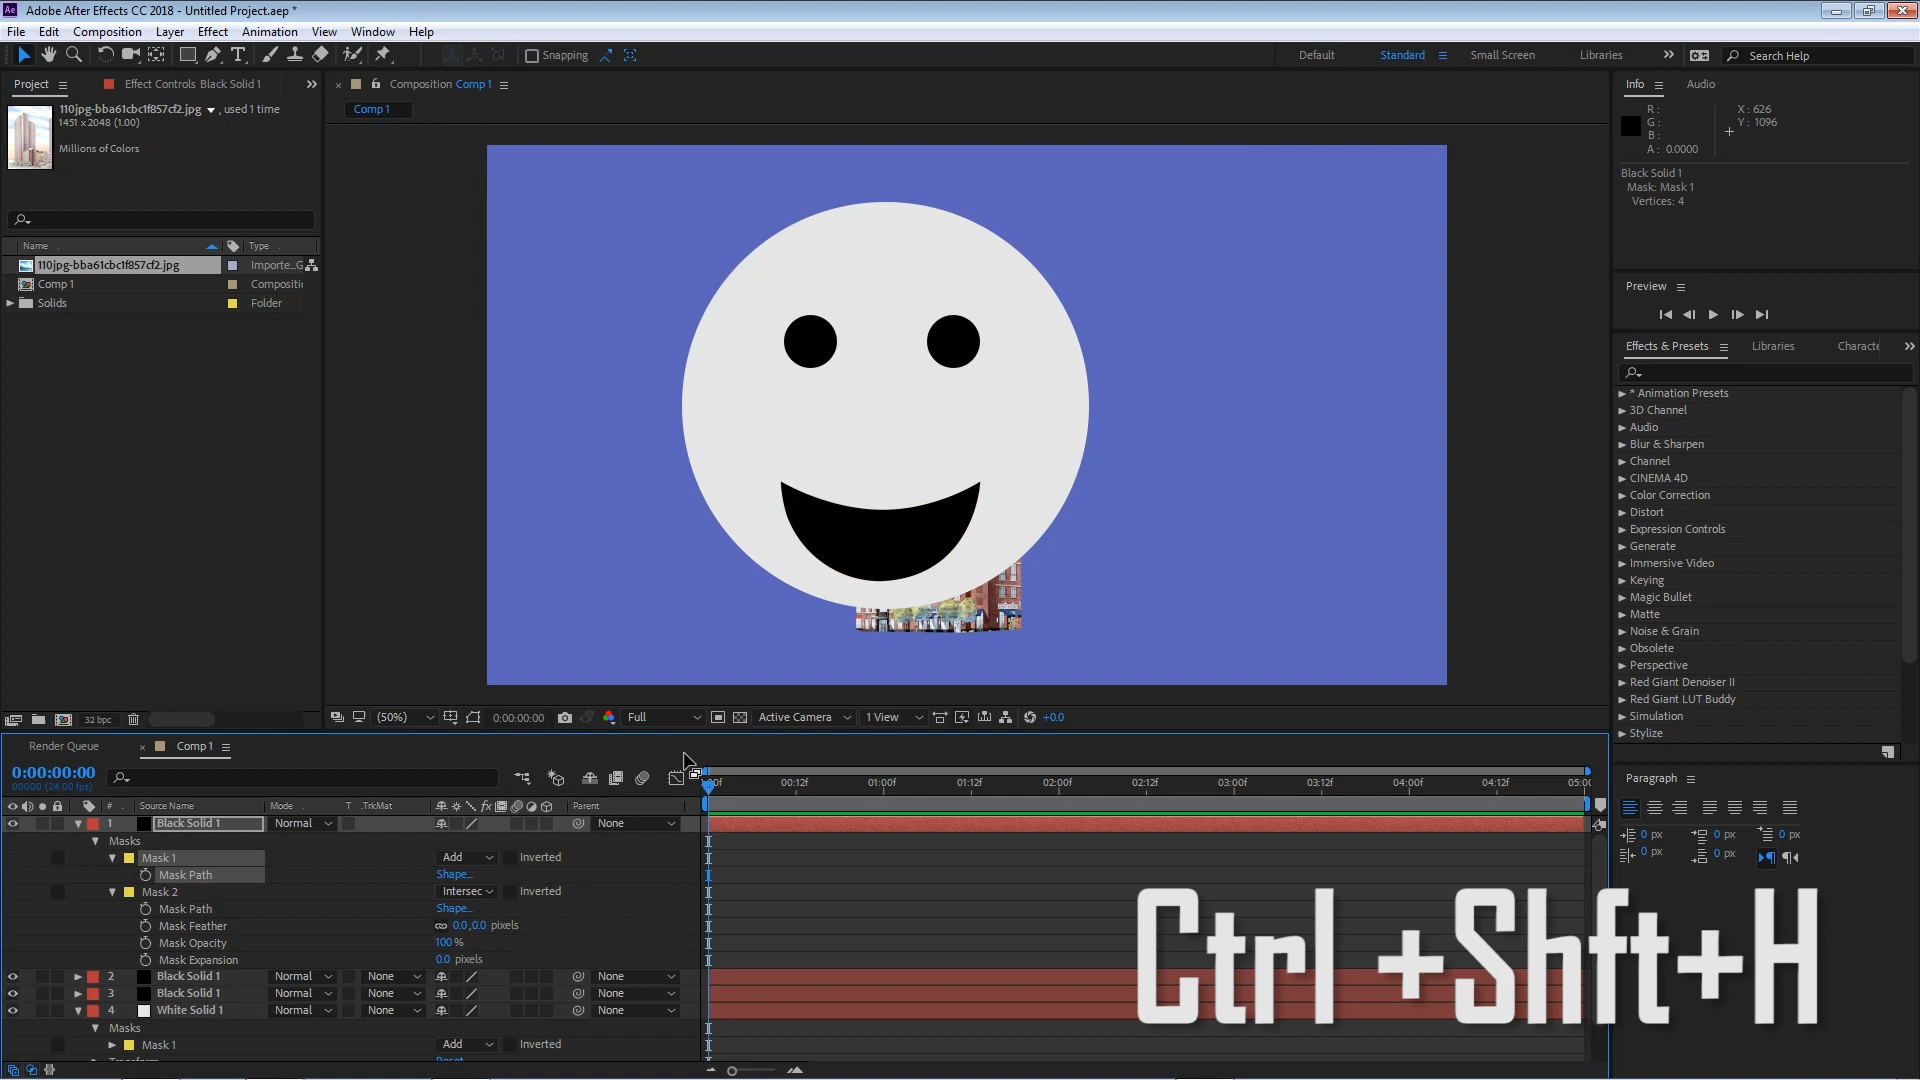 Ae Adobe After Effects CC 2018 - Untitled Project.aep *
File Edit Composition Layer Effect Animation View Window Help
Snapping
Default Standard Small Screen Libraries
Search Help
Project
Effect Controls Black Solid 1
Composition Comp 1
Comp 1
110jpg-bba61cbc1f857cf2.jpg , used 1 time
1451 x 2048 (1.00)
Millions of Colors
Name Type
110jpg-bba61cbc1f857cf2.jpg Importe...G
Comp 1
Solids Folder
32 bpc
(50%) 0:00:00:00 Full Active Camera 1 View +0.0
Info Audio
R : X : 626
G : Y : 1096
B :
A : 0.0000
Black Solid 1
Mask: Mask 1
Vertices: 4
Preview
Effects & Presets Libraries
* Animation Presets
3D Channel
Audio
Blur & Sharpen
Channel
CINEMA 4D
Color Correction
Distort
Expression Controls
Generate
Immersive Video
Keying
Magic Bullet
Matte
Noise & Grain
Obsolete
Perspective
Red Giant Denoiser II
Red Giant LUT Buddy
Simulation
Stylize
Paragraph
0 px 0 px 0 px
0 px 0 px
Render Queue Comp 1
0:00:00:00
00000 (24.00 fps)
00:12f 01:00f 01:12f 02:00f 02:12f 03:00f 03:12f 04:00f 04:12f
# Source Name Mode T .TrkMat fx Parent
1 Black Solid 1 Normal None
Masks
Mask 1 Add Inverted
Mask Path Shape...
Mask 2 Intersec Inverted
Mask Path Shape...
Mask Feather 0.0,0.0 pixels
Mask Opacity 100 %
Mask Expansion 0.0 pixels
2 Black Solid 1 Normal None None
3 Black Solid 1 Normal None None
4 White Solid 1 Normal None None
Masks
Mask 1 Add Inverted
Ctrl +Shft+H